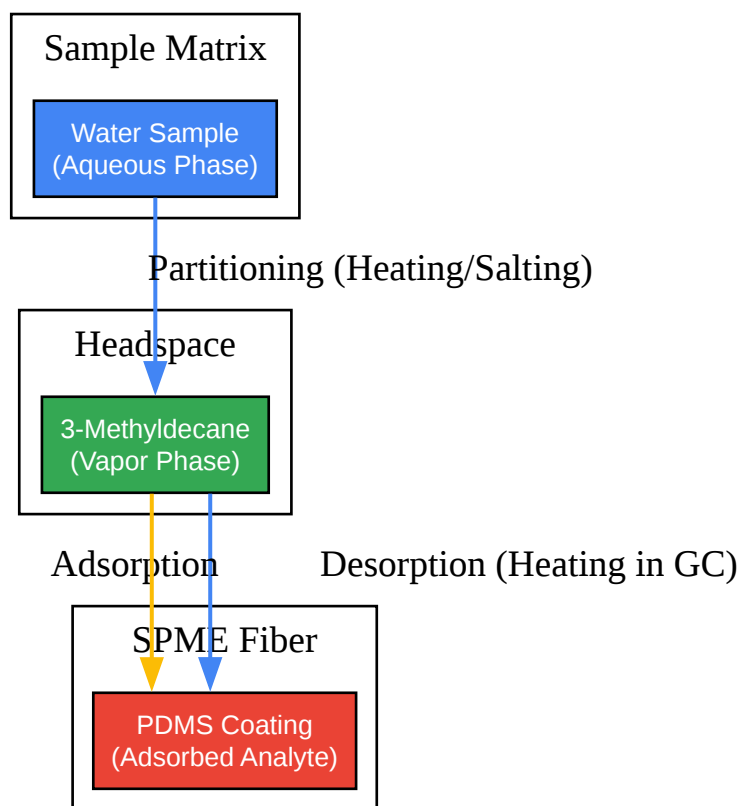 Sample Matrix
Water Sample
(Aqueous Phase)
Partitioning (Heating/Salting)
Headspace
3-Methyldecane
(Vapor Phase)
Adsorption
Desorption (Heating in GC)
SPME Fiber
PDMS Coating
(Adsorbed Analyte)